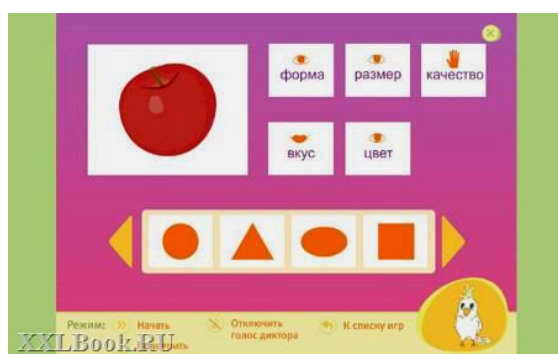 форма
размер
качество
вкус
цвет
Режим:
Начать
Отключить
голос диктора
К списку игр
XXLBook.RU